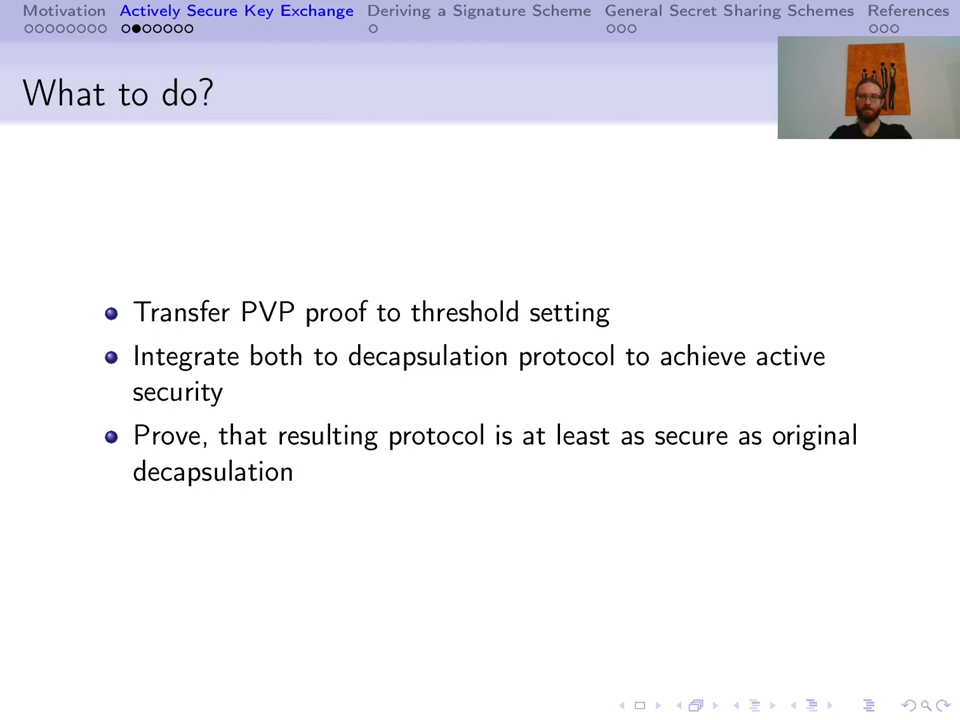 Motivation Actively Secure Key Exchange Deriving a Signature Scheme General Secret Sharing Schemes References
What to do?
Transfer PVP proof to threshold setting
Integrate both to decapsulation protocol to achieve active
security
Prove, that resulting protocol is at least as secure as original
decapsulation